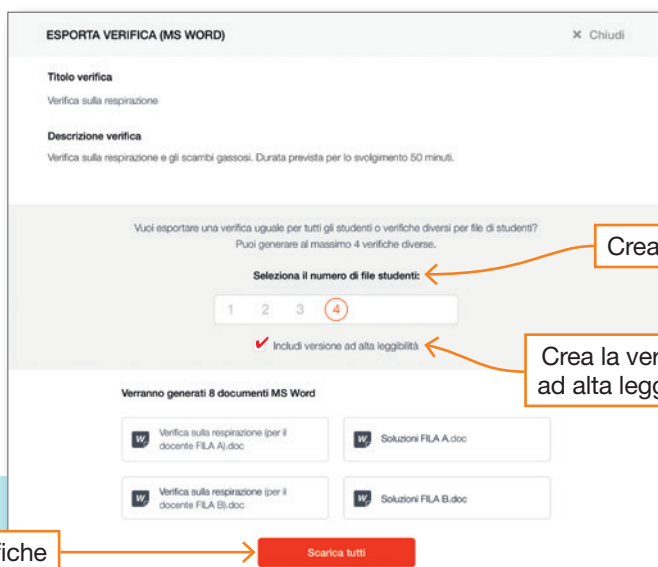 ESPORTA VERIFICA (MS WORD)
× Chiudi
Titolo verifica
Verifica sulla respirazione
Descrizione verifica
Verifica sulla respirazione e gli scambi gassosi. Durata prevista per lo svolgimento 50 minuti.
Vuoi esportare una verifica uguale per tutti gli studenti o verifiche diversi per file di studenti?
Puoi generare al massimo 4 verifiche diverse.
Crea
Seleziona il numero di file studenti:
1 2 3 4
✔ Includi versione ad alta leggibilità
Crea la ver
ad alta legg
Verranno generati 8 documenti MS Word
Verifica sulla respirazione (per il
docente FILA A).doc
Soluzioni FILA A.doc
Verifica sulla respirazione (per il
docente FILA B).doc
Soluzioni FILA B.doc
fiche
Scarica tutti